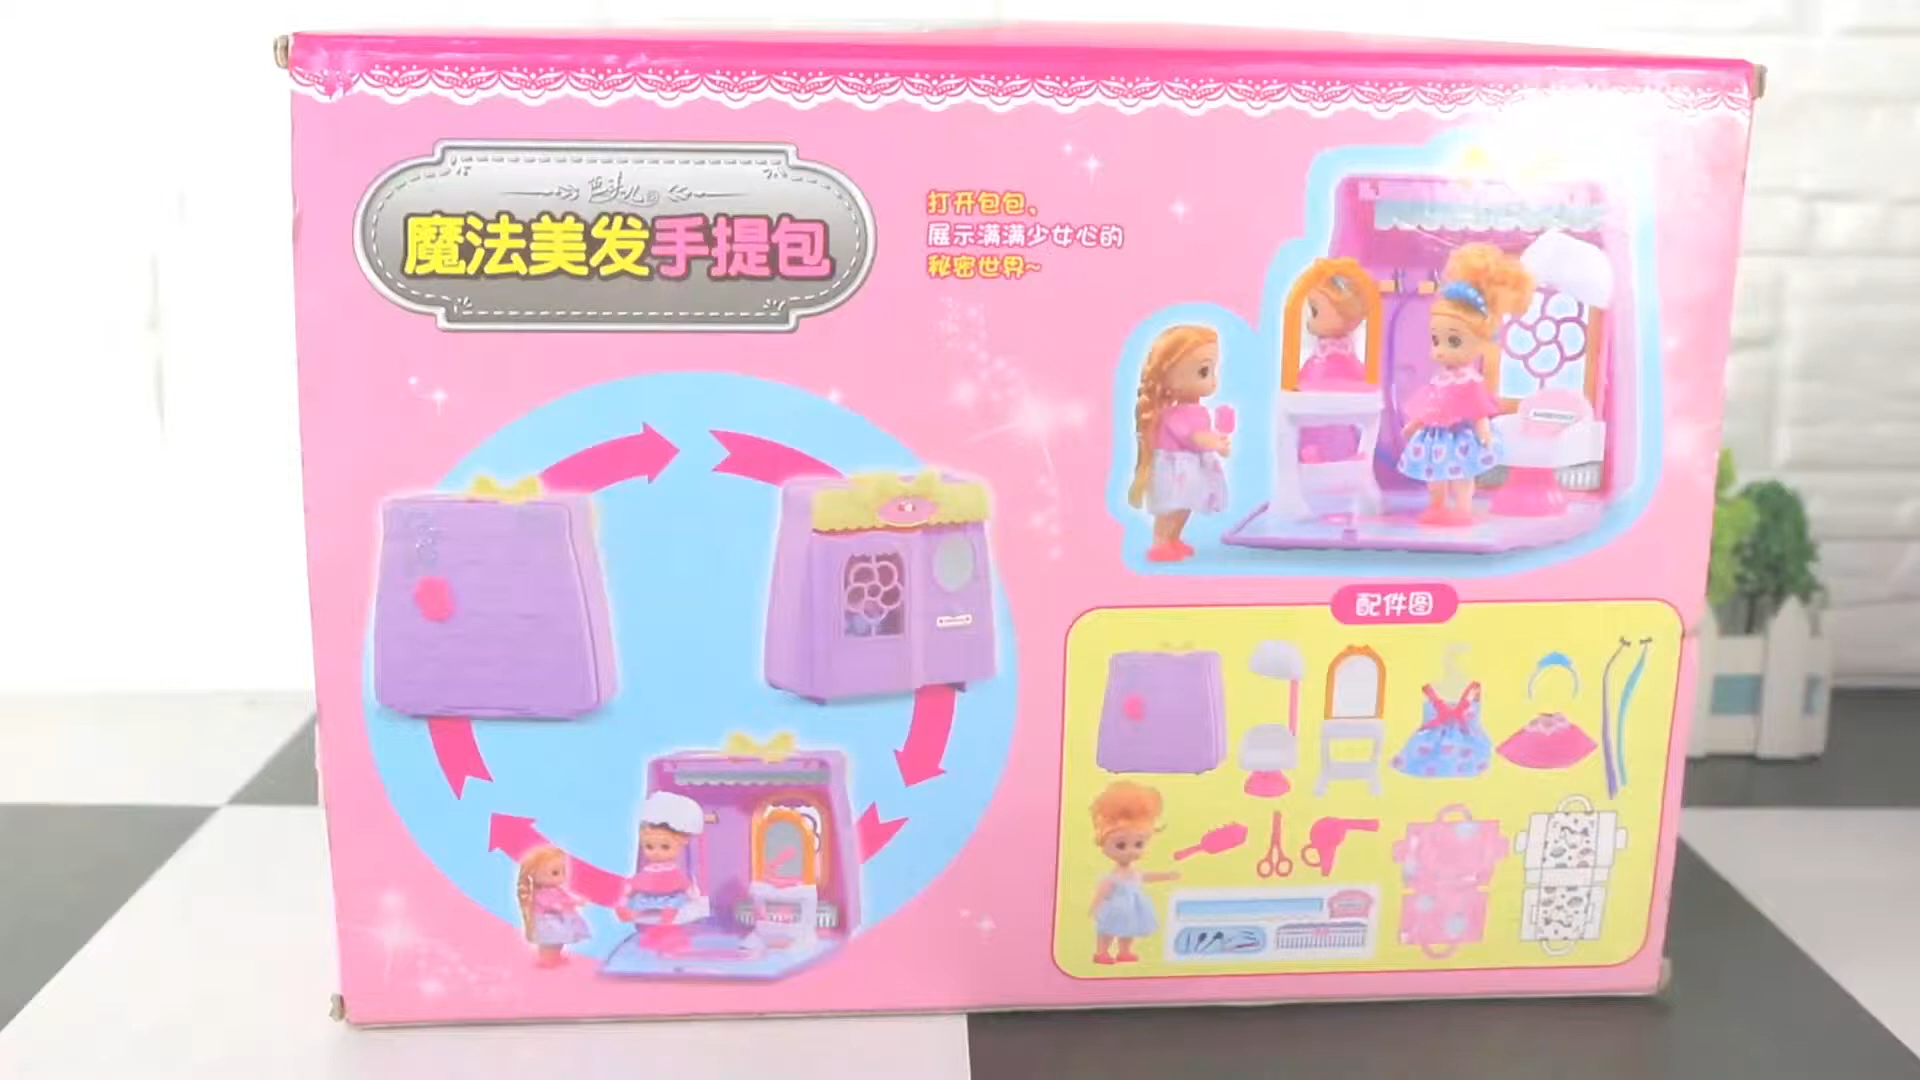 魔法美发手提包
打开包包、
展示满满少女心的
秘密世界~
配件图